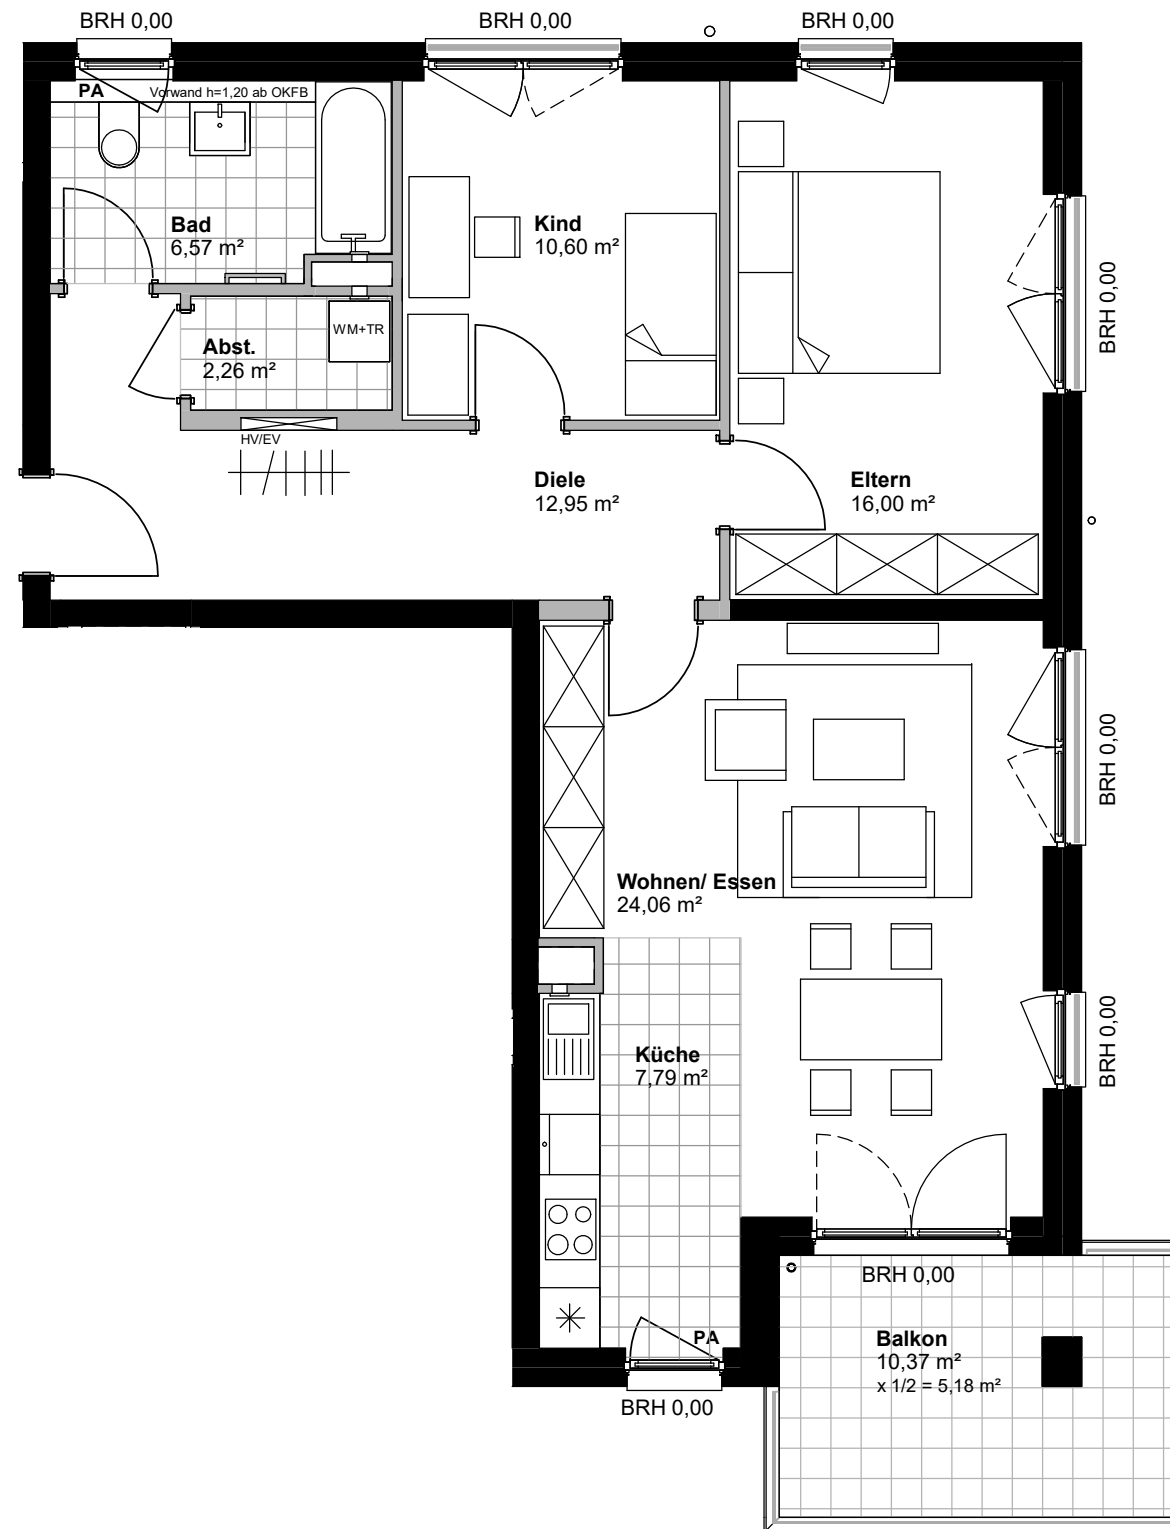 BRH 0,00
BRH 0,00
BRH 0,00
PA
Vorwand h=1,20 ab OKFB
Bad
6,57 m²
Kind
10,60 m²
BRH 0,00
WM+TR
Abst.
2,26 m²
HV/EV
Diele
12,95 m²
Eltern
16,00 m²
BRH 0,00
Wohnen/ Essen
24,06 m²
BRH 0,00
Küche
7,79 m²
BRH 0,00
PA
Balkon
10,37 m²
x 1/2 = 5,18 m²
BRH 0,00